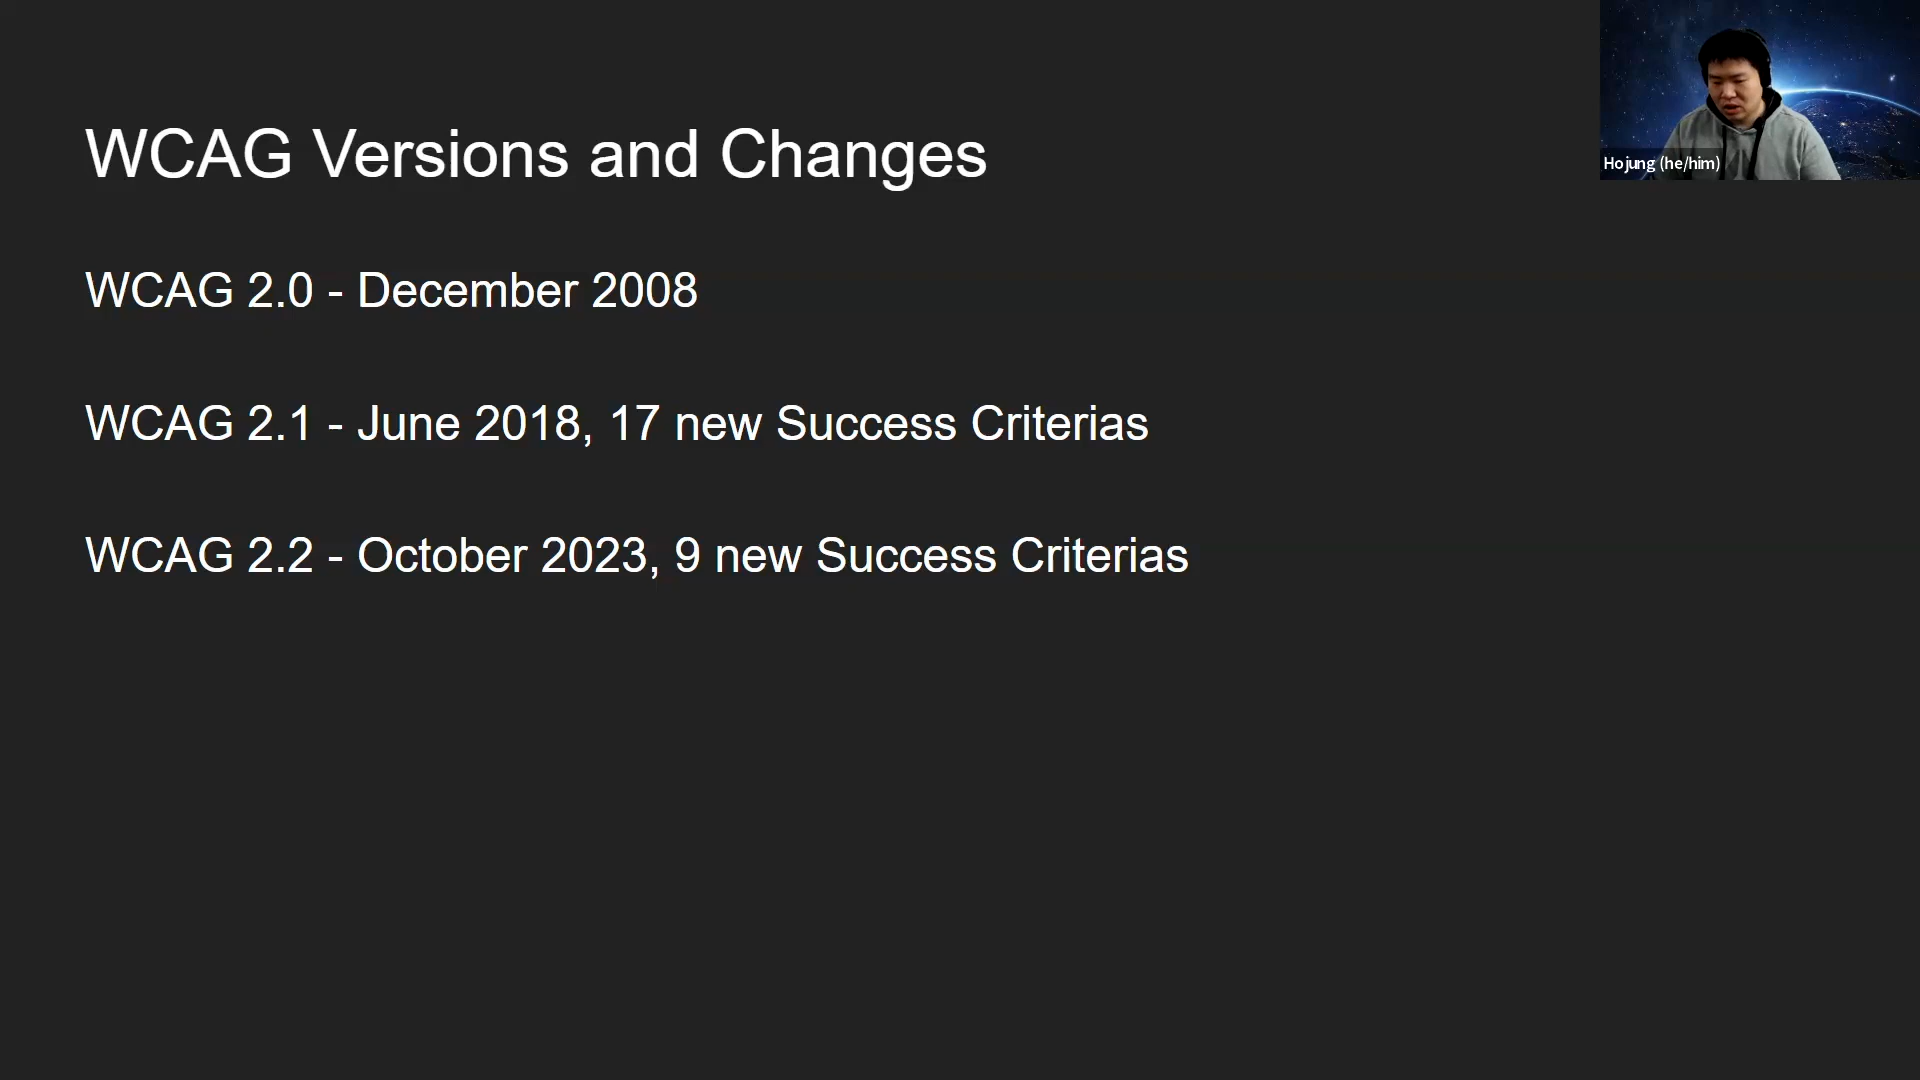 WCAG Versions and Changes
Hojung (he/him)
WCAG 2.0 - December 2008
WCAG 2.1 - June 2018, 17 new Success Criterias
WCAG 2.2 - October 2023, 9 new Success Criterias